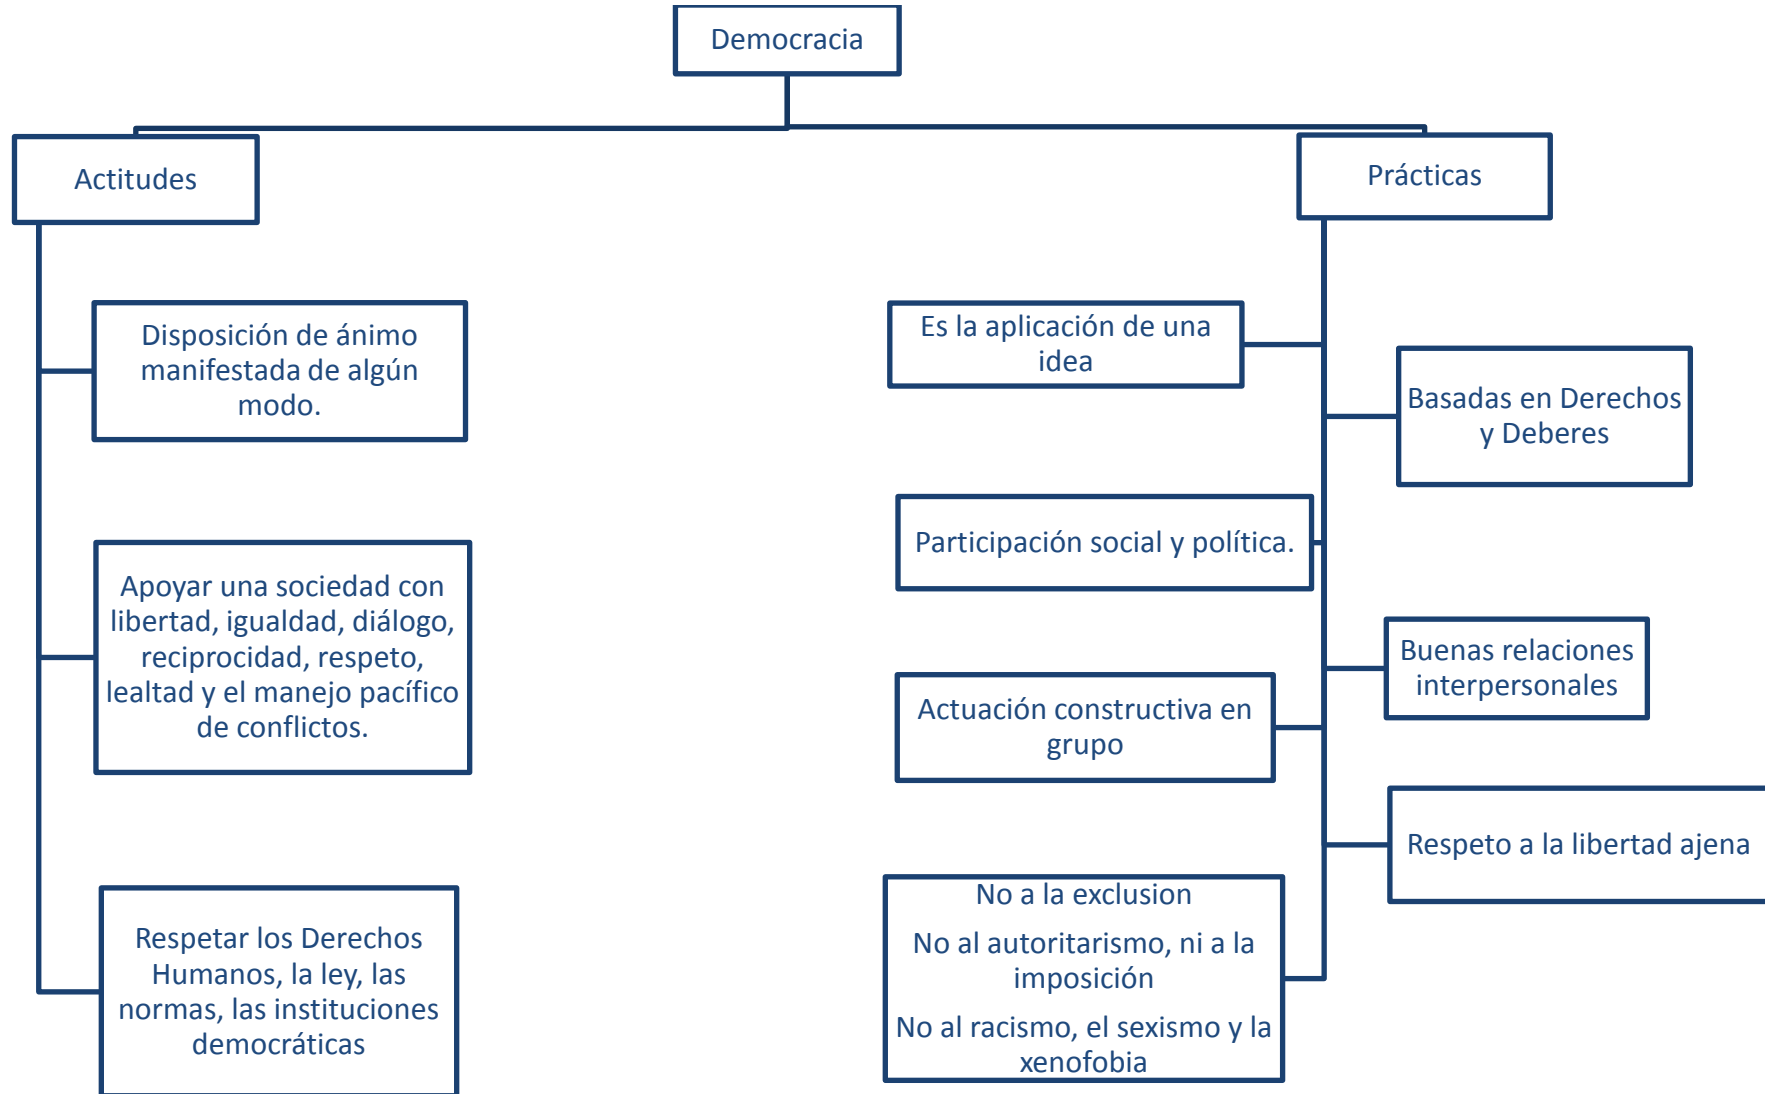 Democracia
Actitudes
Disposición de ánimo
manifestada de algún
modo.
Apoyar una sociedad con
libertad, igualdad, diálogo,
reciprocidad, respeto,
lealtad y el manejo pacífico
de conflictos.
Respetar los Derechos
Humanos, la ley, las
normas, las instituciones
democráticas
Prácticas
Es la aplicación de una
idea
Basadas en Derechos
y Deberes
Participación social y política.
Buenas relaciones
interpersonales
Actuación constructiva en
grupo
Respeto a la libertad ajena
No a la exclusion
No al autoritarismo, ni a la
imposición
No al racismo, el sexismo y la
xenofobia